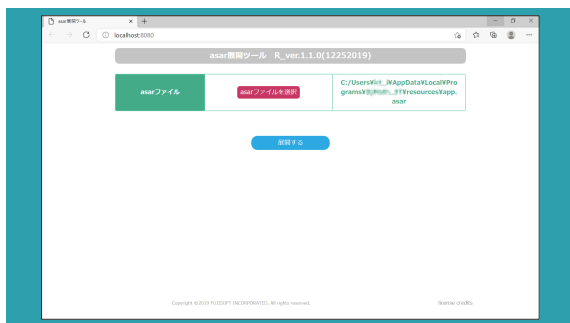 asar展開ツール
localhost:8080
asar展開ツール R_ver.1.1.0(12252019)
asarファイル
asarファイルを選択
C:/Users¥ ¥AppData¥Local¥Pro
grams¥ ¥resources¥app.
asar
展開する
Copyright ©2019 FUJISOFT INCORPORATED. All rights reserved.
license credits